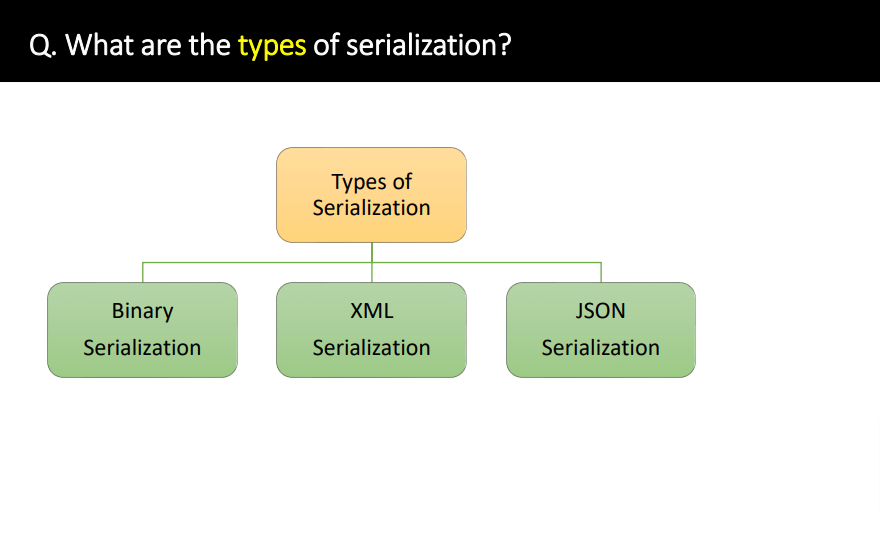 Q. What are the types of serialization?
Types of
Serialization
Binary
Serialization
XML
Serialization
JSON
Serialization